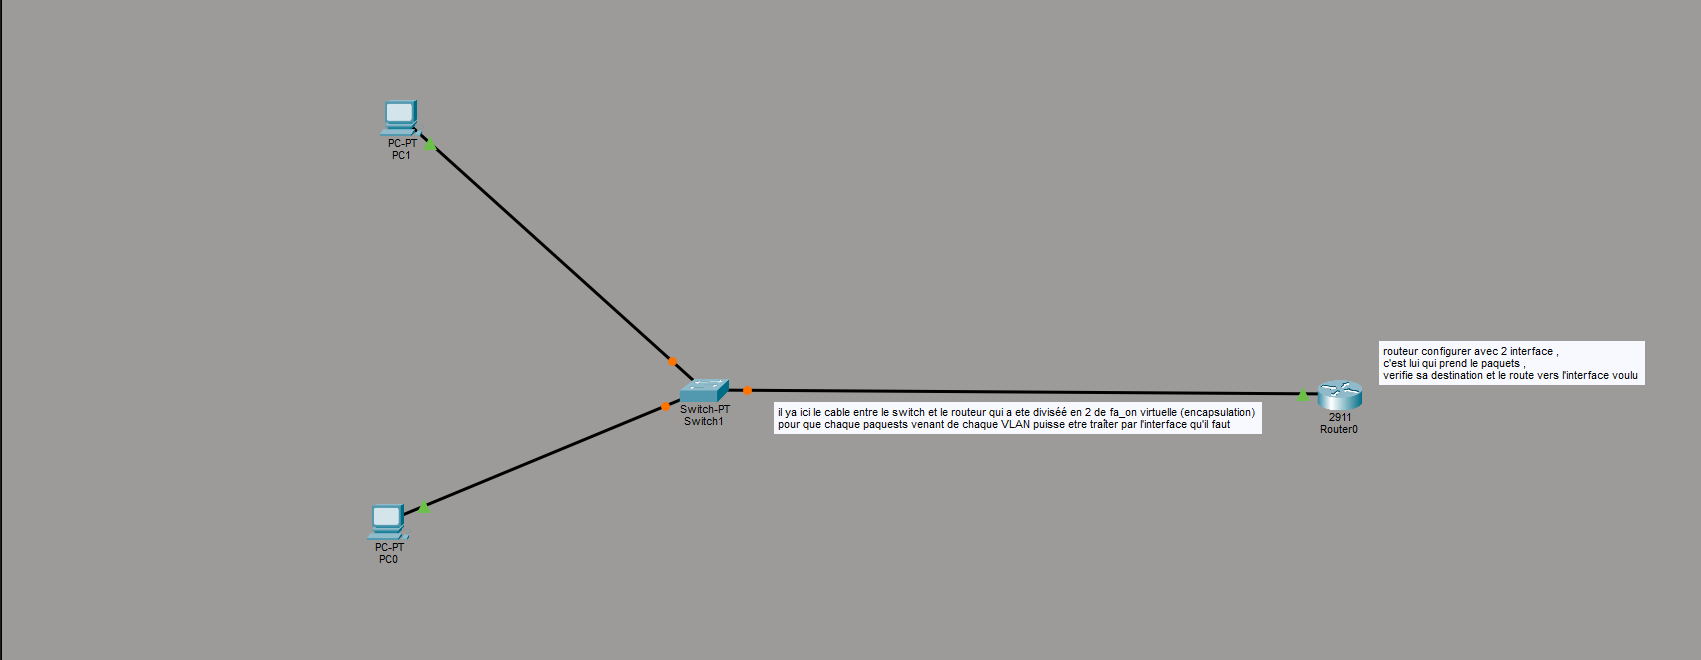 PC-PT
PC1
routeur configurer avec 2 interface ,
c'est lui qui prend le paquets ,
verifie sa destination et le route vers l'interface voulu
Switch-PT
Switch1
il ya ici le cable entre le switch et le routeur qui a ete diviséé en 2 de fa_on virtuelle (encapsulation)
pour que chaque paquests venant de chaque VLAN puisse etre traîter par l'interface qu'il faut
2911
Router0
PC-PT
PC0